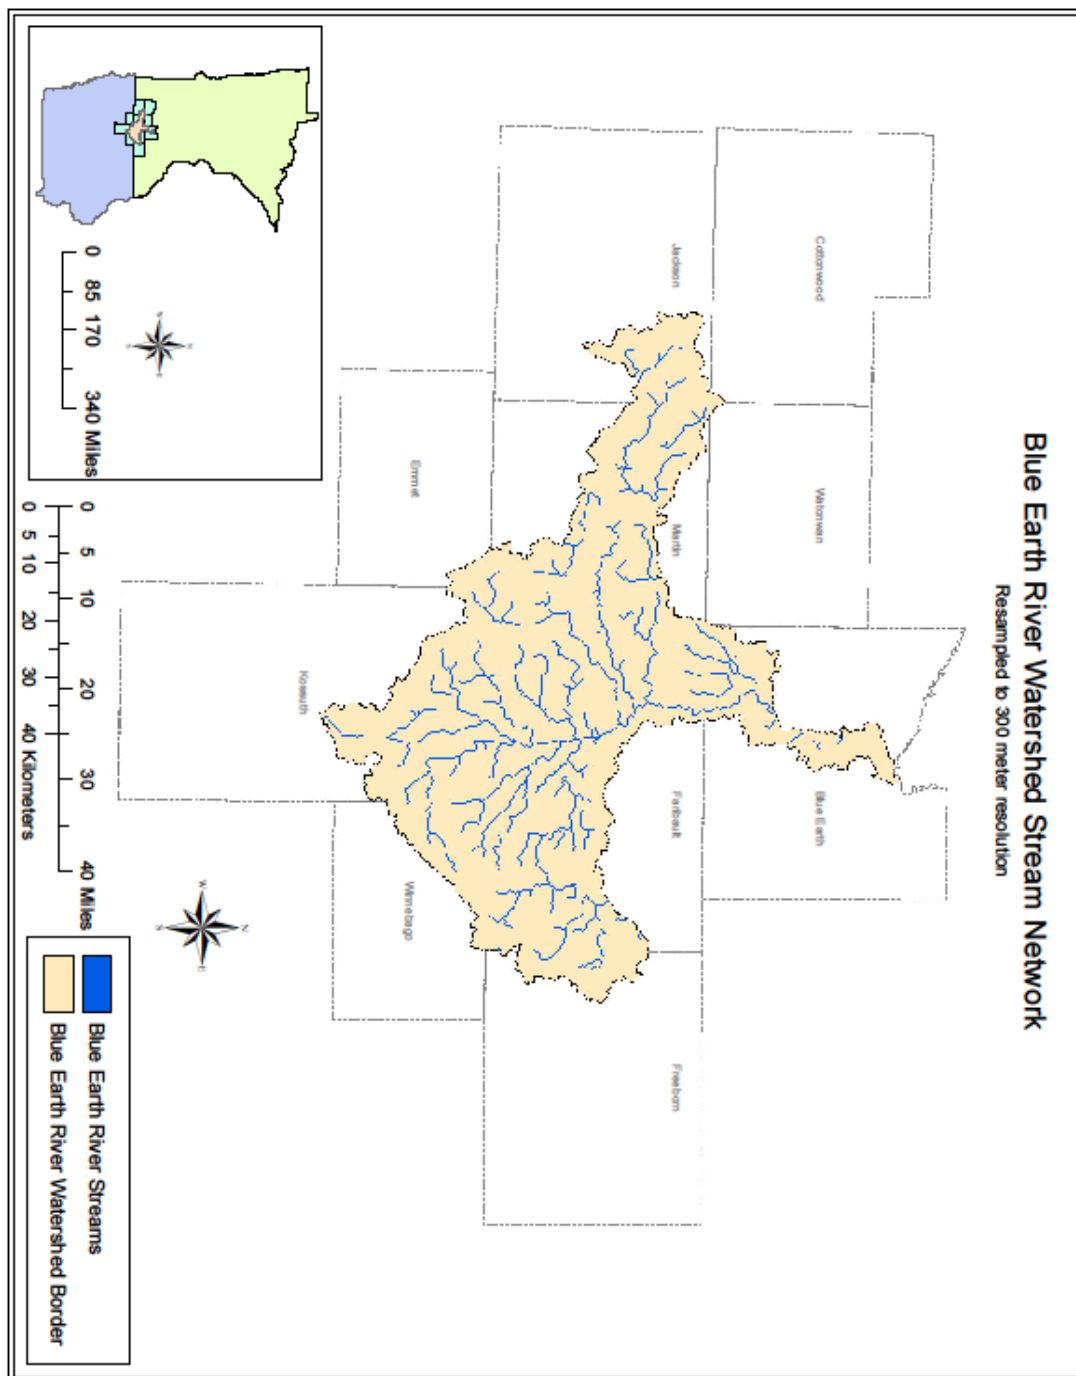 Blue Earth River Watershed Stream Network
Resampled to 300 meter resolution
Cottonwood
Watonwan
Blue Earth
Jackson
Martin
Faribault
Freeborn
Emmet
Kossuth
Winnebago
N
W
E
S
0 85 170 340 Miles
N
W
E
S
0 5 10 20 30 40 Miles
0 5 10 20 30 40 Kilometers
Blue Earth River Streams
Blue Earth River Watershed Border